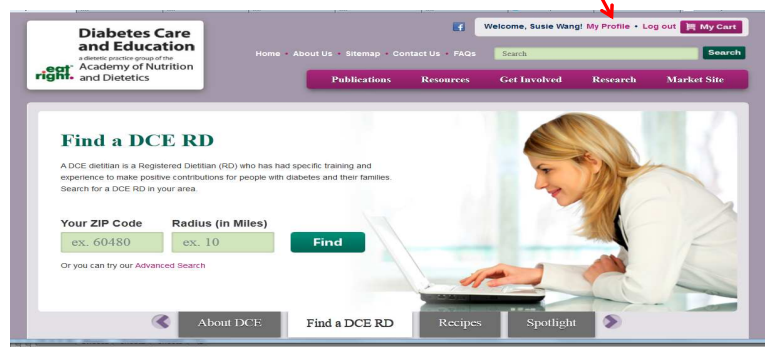 Diabetes Care
and Education
a dietetic practice group of the
eat right. Academy of Nutrition
and Dietetics
Welcome, Susie Wang! My Profile • Log out My Cart
Home • About Us • Sitemap • Contact Us • FAQs
Search
Search
Publications Resources Get Involved Research Market Site
Find a DCE RD
A DCE dietitian is a Registered Dietitian (RD) who has had specific training and
experience to make positive contributions for people with diabetes and their families.
Search for a DCE RD in your area.
Your ZIP Code Radius (in Miles)
ex. 60480 ex. 10 Find
Or you can try our Advanced Search
About DCE Find a DCE RD Recipes Spotlight